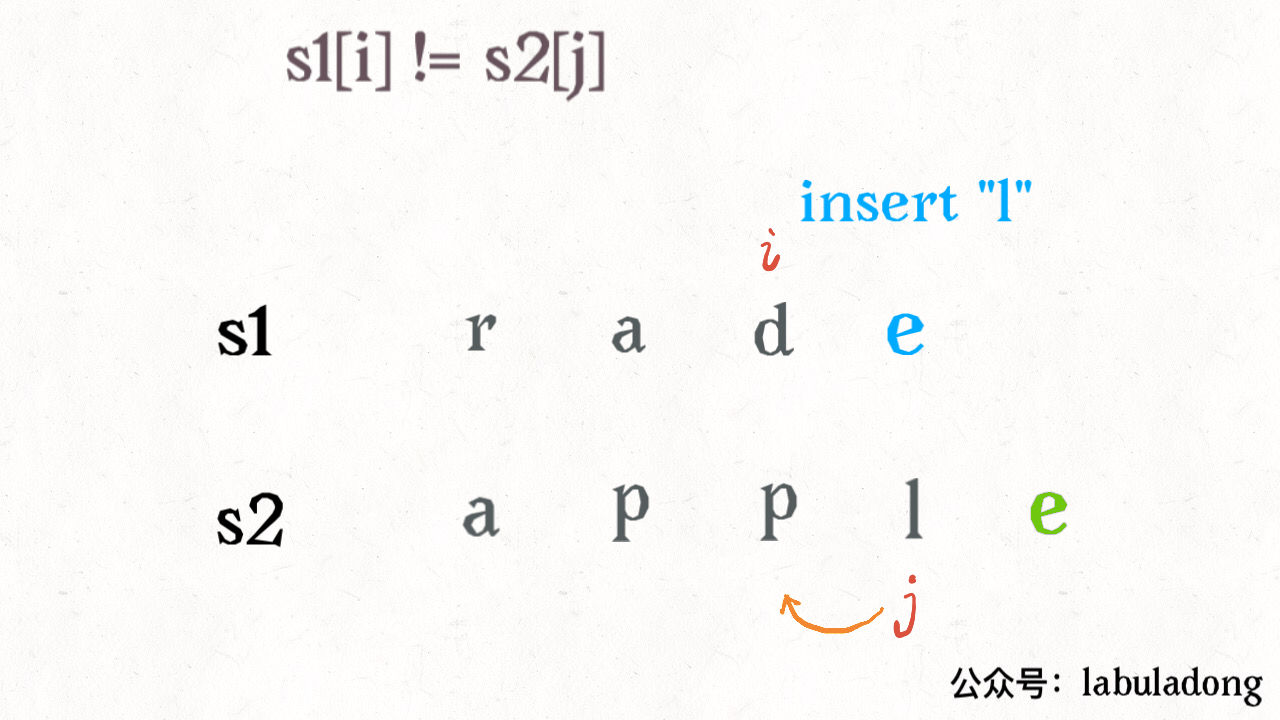 s1[i] != s2[j]
insert "l"
i
s1 r a d e
s2 a p p l e
j
公众号：labuladong